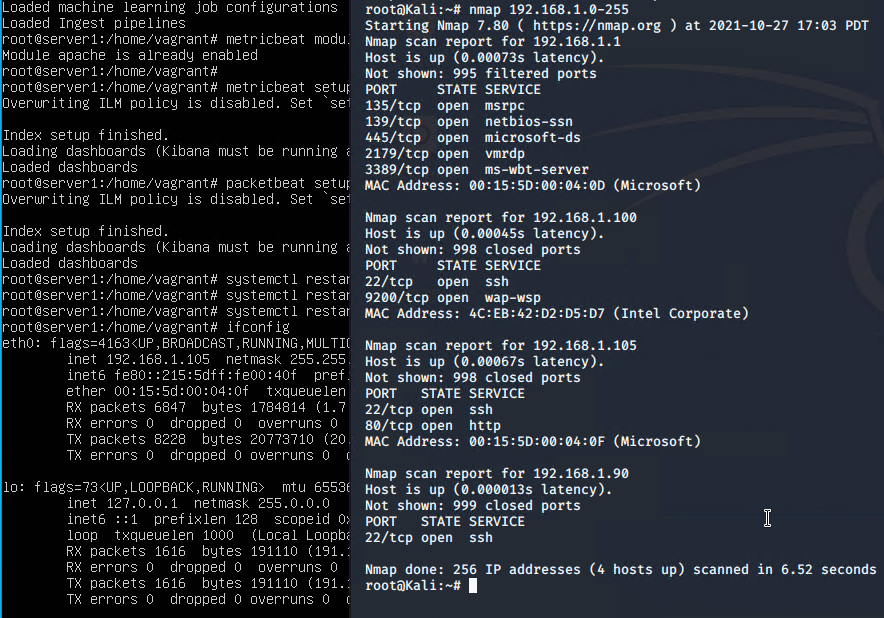 Loaded machine learning job configurations
Loaded Ingest pipelines
root@server1:/home/vagrant# metricbeat modu
Module apache is already enabled
root@server1:/home/vagrant#
root@server1:/home/vagrant# metricbeat setup
Overwriting ILM policy is disabled. Set `set

Index setup finished.
Loading dashboards (Kibana must be running a
Loaded dashboards
root@server1:/home/vagrant# packetbeat setup
Overwriting ILM policy is disabled. Set `set

Index setup finished.
Loading dashboards (Kibana must be running a
Loaded dashboards
root@server1:/home/vagrant# systemctl restar
root@server1:/home/vagrant# systemctl restar
root@server1:/home/vagrant# systemctl restar
root@server1:/home/vagrant# ifconfig
eth0: flags=4163<UP,BROADCAST,RUNNING,MULTIC
inet 192.168.1.105  netmask 255.255.
inet6 fe80::215:5dff:fe00:40f  pref
ether 00:15:5d:00:04:0f  txqueuelen
RX packets 6847  bytes 1784814 (1.7
RX errors 0  dropped 0  overruns 0
TX packets 8228  bytes 20773710 (20.
TX errors 0  dropped 0 overruns 0

lo: flags=73<UP,LOOPBACK,RUNNING>  mtu 65536
inet 127.0.0.1  netmask 255.0.0.0
inet6 ::1  prefixlen 128  scopeid 0x
loop  txqueuelen 1000  (Local Loopba
RX packets 1616  bytes 191110 (191.1
RX errors 0  dropped 0  overruns 0
TX packets 1616  bytes 191110 (191.1
TX errors 0  dropped 0 overruns 0

root@Kali:~# nmap 192.168.1.0-255
Starting Nmap 7.80 ( https://nmap.org ) at 2021-10-27 17:03 PDT
Nmap scan report for 192.168.1.1
Host is up (0.00073s latency).
Not shown: 995 filtered ports
PORT     STATE SERVICE
135/tcp  open  msrpc
139/tcp  open  netbios-ssn
445/tcp  open  microsoft-ds
2179/tcp open  vmrdp
3389/tcp open  ms-wbt-server
MAC Address: 00:15:5D:00:04:0D (Microsoft)

Nmap scan report for 192.168.1.100
Host is up (0.00045s latency).
Not shown: 998 closed ports
PORT     STATE SERVICE
22/tcp   open  ssh
9200/tcp open  wap-wsp
MAC Address: 4C:EB:42:D2:D5:D7 (Intel Corporate)

Nmap scan report for 192.168.1.105
Host is up (0.00067s latency).
Not shown: 998 closed ports
PORT   STATE SERVICE
22/tcp open  ssh
80/tcp open  http
MAC Address: 00:15:5D:00:04:0F (Microsoft)

Nmap scan report for 192.168.1.90
Host is up (0.000013s latency).
Not shown: 999 closed ports
PORT   STATE SERVICE
22/tcp open  ssh

Nmap done: 256 IP addresses (4 hosts up) scanned in 6.52 seconds
root@Kali:~#